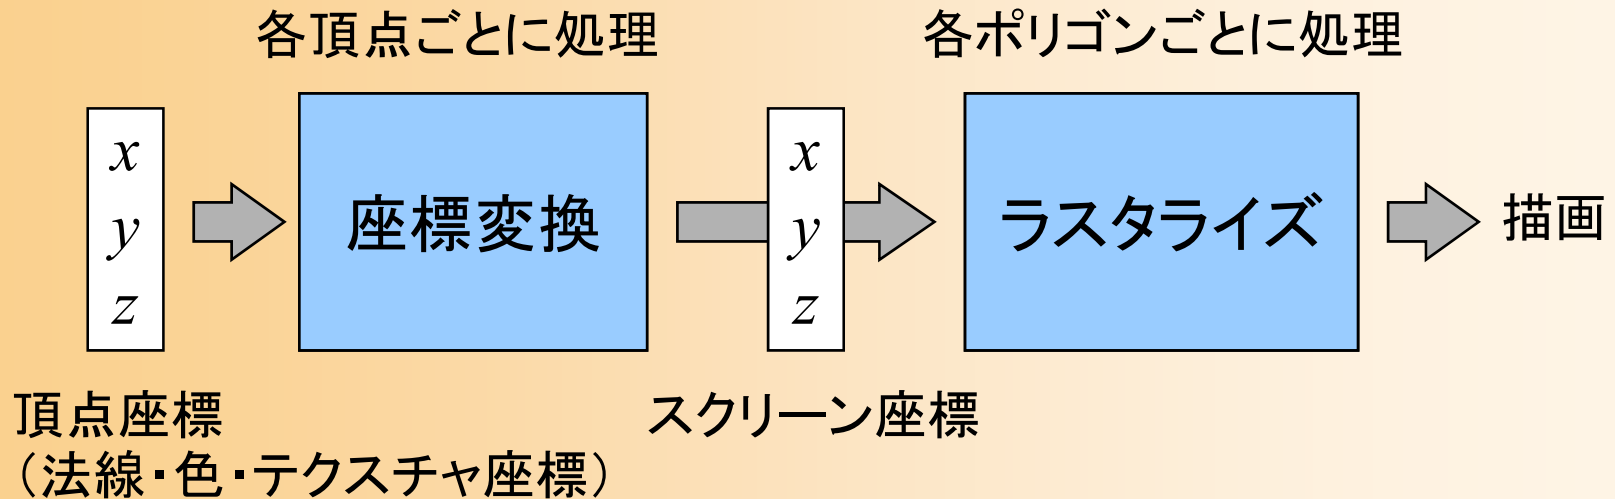 各頂点ごとに処理
各ポリゴンごとに処理
x
y
z
座標変換
x
y
z
ラスタライズ
描画
頂点座標
（法線・色・テクスチャ座標）
スクリーン座標